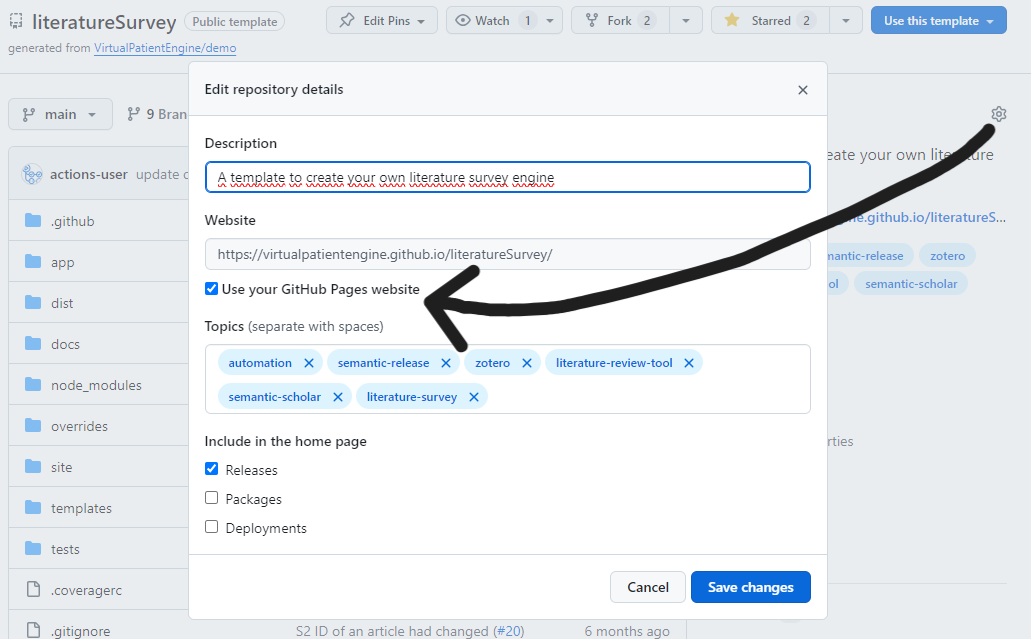 literatureSurvey Public template Edit Pins Watch 1 Fork 2 Starred 2 Use this template
generated from VirtualPatientEngine/demo
Edit repository details
main 9 Bran
Description
eate your own literature
A template to create your own literature survey engine
actions-user update
Website
ne.github.io/literatureS...
.github
https://virtualpatientengine.github.io/literatureSurvey/
mantic-release zotero
app
Use your GitHub Pages website
ol semantic-scholar
dist
Topics (separate with spaces)
docs
automation semantic-release zotero literature-review-tool
node_modules
semantic-scholar literature-survey
overrides
Include in the home page
rties
site
Releases
Packages
templates
Deployments
tests
.coveragerc
Cancel Save changes
.gitignore S2 ID of an article had changed (#20) 6 months ago